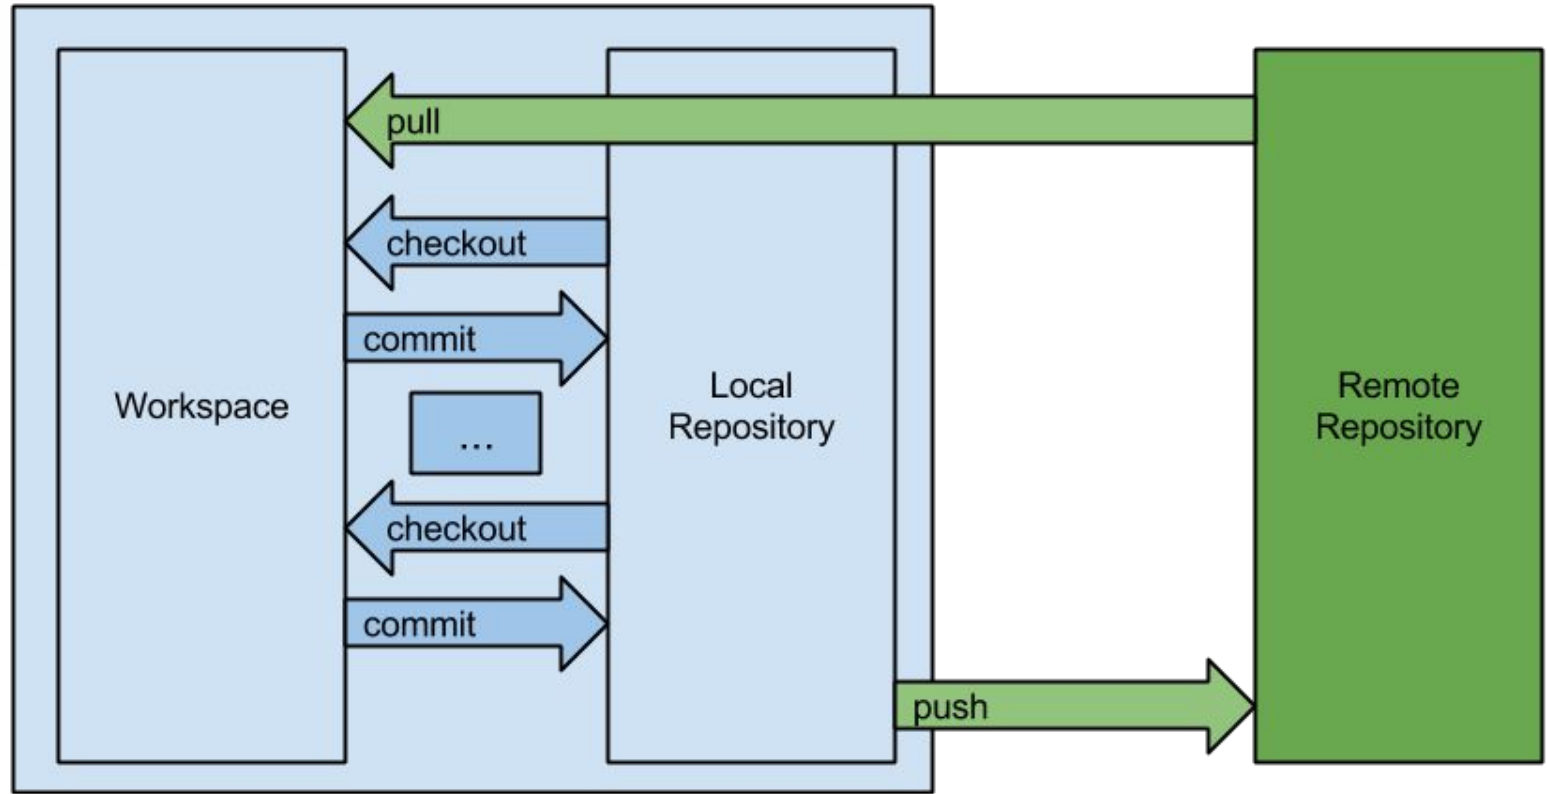 pull
checkout
commit
Workspace
...
Local
Repository
Remote
Repository
checkout
commit
push